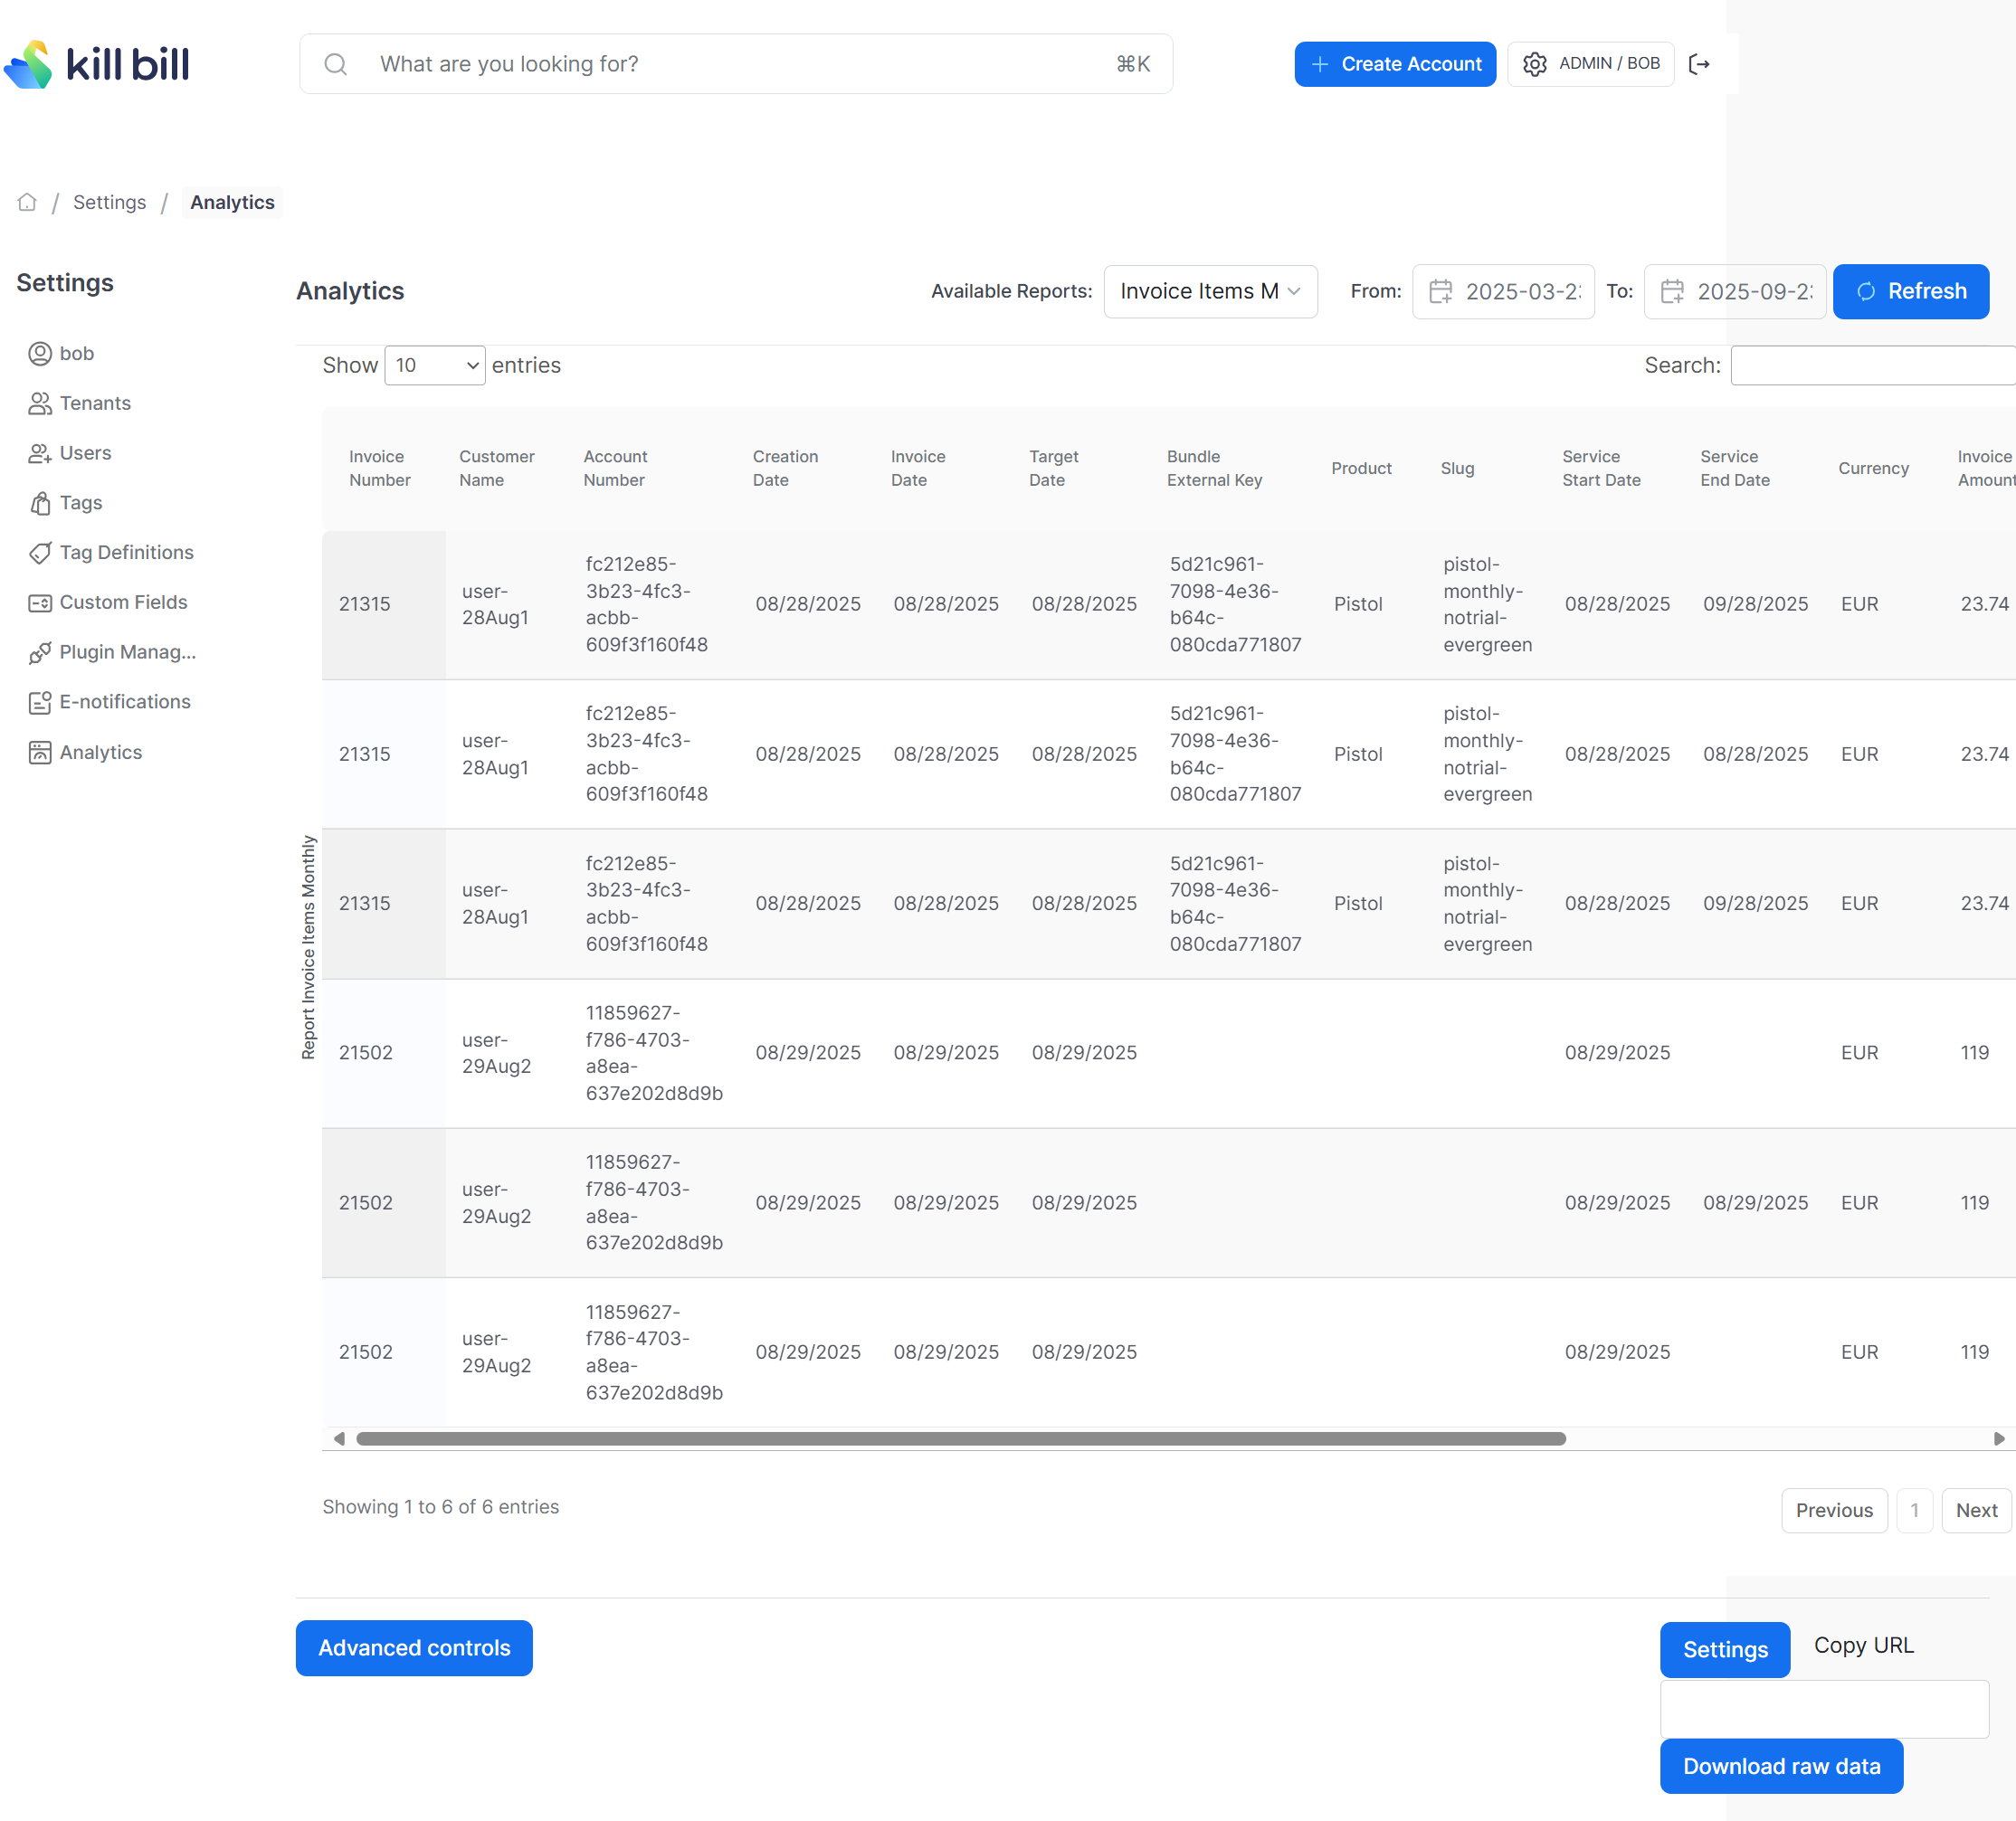 kill bill
What are you looking for?
⌘K
Create Account
ADMIN / BOB
/ Settings / Analytics
Settings
bob
Tenants
Users
Tags
Tag Definitions
Custom Fields
Plugin Manag...
E-notifications
Analytics
Analytics
Available Reports: Invoice Items M
From: 2025-03-2
To: 2025-09-2
Refresh
Show 10 entries
Search:
Report Invoice Items Monthly
Invoice Number
Customer Name
Account Number
Creation Date
Invoice Date
Target Date
Bundle External Key
Product
Slug
Service Start Date
Service End Date
Currency
Invoice Amount
21315 user-28Aug1 fc212e85-3b23-4fc3-acbb-609f3f160f48 08/28/2025 08/28/2025 08/28/2025 5d21c961-7098-4e36-b64c-080cda771807 Pistol pistol-monthly-notrial-evergreen 08/28/2025 09/28/2025 EUR 23.74
21315 user-28Aug1 fc212e85-3b23-4fc3-acbb-609f3f160f48 08/28/2025 08/28/2025 08/28/2025 5d21c961-7098-4e36-b64c-080cda771807 Pistol pistol-monthly-notrial-evergreen 08/28/2025 08/28/2025 EUR 23.74
21315 user-28Aug1 fc212e85-3b23-4fc3-acbb-609f3f160f48 08/28/2025 08/28/2025 08/28/2025 5d21c961-7098-4e36-b64c-080cda771807 Pistol pistol-monthly-notrial-evergreen 08/28/2025 09/28/2025 EUR 23.74
21502 user-29Aug2 11859627-f786-4703-a8ea-637e202d8d9b 08/29/2025 08/29/2025 08/29/2025 08/29/2025 EUR 119
21502 user-29Aug2 11859627-f786-4703-a8ea-637e202d8d9b 08/29/2025 08/29/2025 08/29/2025 08/29/2025 08/29/2025 EUR 119
21502 user-29Aug2 11859627-f786-4703-a8ea-637e202d8d9b 08/29/2025 08/29/2025 08/29/2025 08/29/2025 EUR 119
Showing 1 to 6 of 6 entries
Previous 1 Next
Advanced controls
Settings
Copy URL
Download raw data